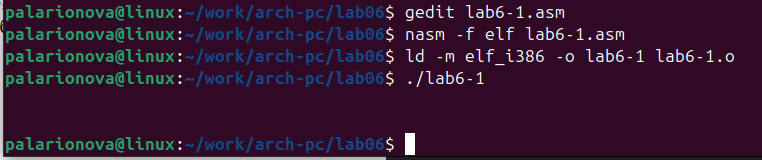 palarionova@linux:~/work/arch-pc/lab06$ gedit lab6-1.asm
palarionova@linux:~/work/arch-pc/lab06$ nasm -f elf lab6-1.asm
palarionova@linux:~/work/arch-pc/lab06$ ld -m elf_i386 -o lab6-1 lab6-1.o
palarionova@linux:~/work/arch-pc/lab06$ ./lab6-1
palarionova@linux:~/work/arch-pc/lab06$